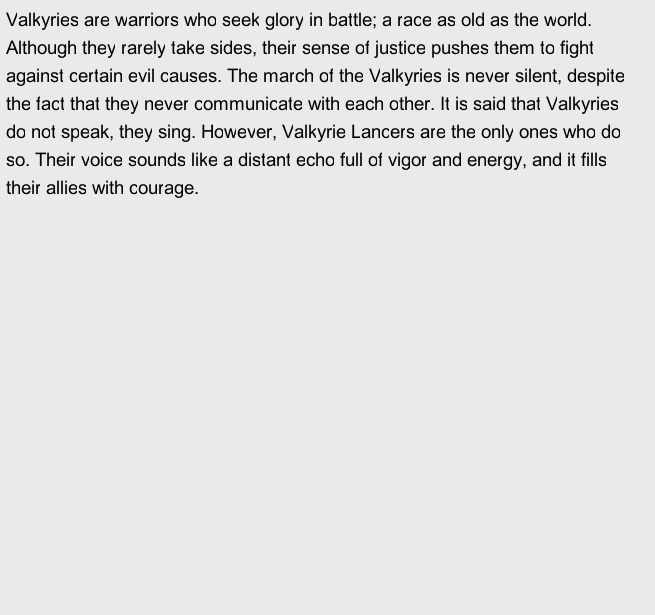 Valkyries are warriors who seek glory in battle; a race as old as the world.
Although they rarely take sides, their sense of justice pushes them to fight
against certain evil causes. The march of the Valkyries is never silent, despite
the fact that they never communicate with each other. It is said that Valkyries
do not speak, they sing. However, Valkyrie Lancers are the only ones who do
so. Their voice sounds like a distant echo full of vigor and energy, and it fills
their allies with courage.